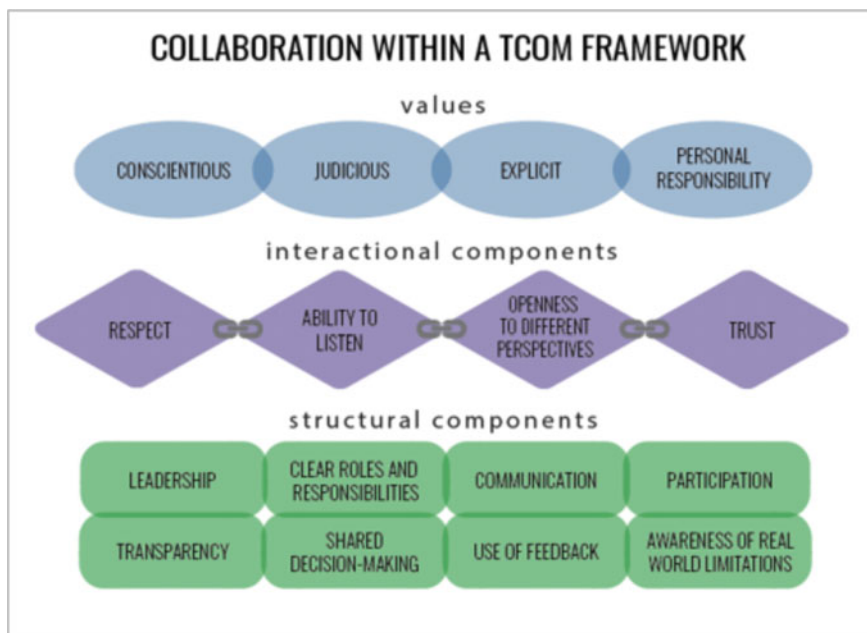 COLLABORATION WITHIN A TCOM FRAMEWORK
values
CONSCIENTIOUS
JUDICIOUS
EXPLICIT
PERSONAL
RESPONSIBILITY
interactional components
RESPECT
ABILITY TO
LISTEN
OPENNESS
TO DIFFERENT
PERSPECTIVES
TRUST
structural components
LEADERSHIP
CLEAR ROLES AND
RESPONSIBILITIES
COMMUNICATION
PARTICIPATION
TRANSPARENCY
SHARED
DECISION-MAKING
USE OF FEEDBACK
AWARENESS OF REAL
WORLD LIMITATIONS